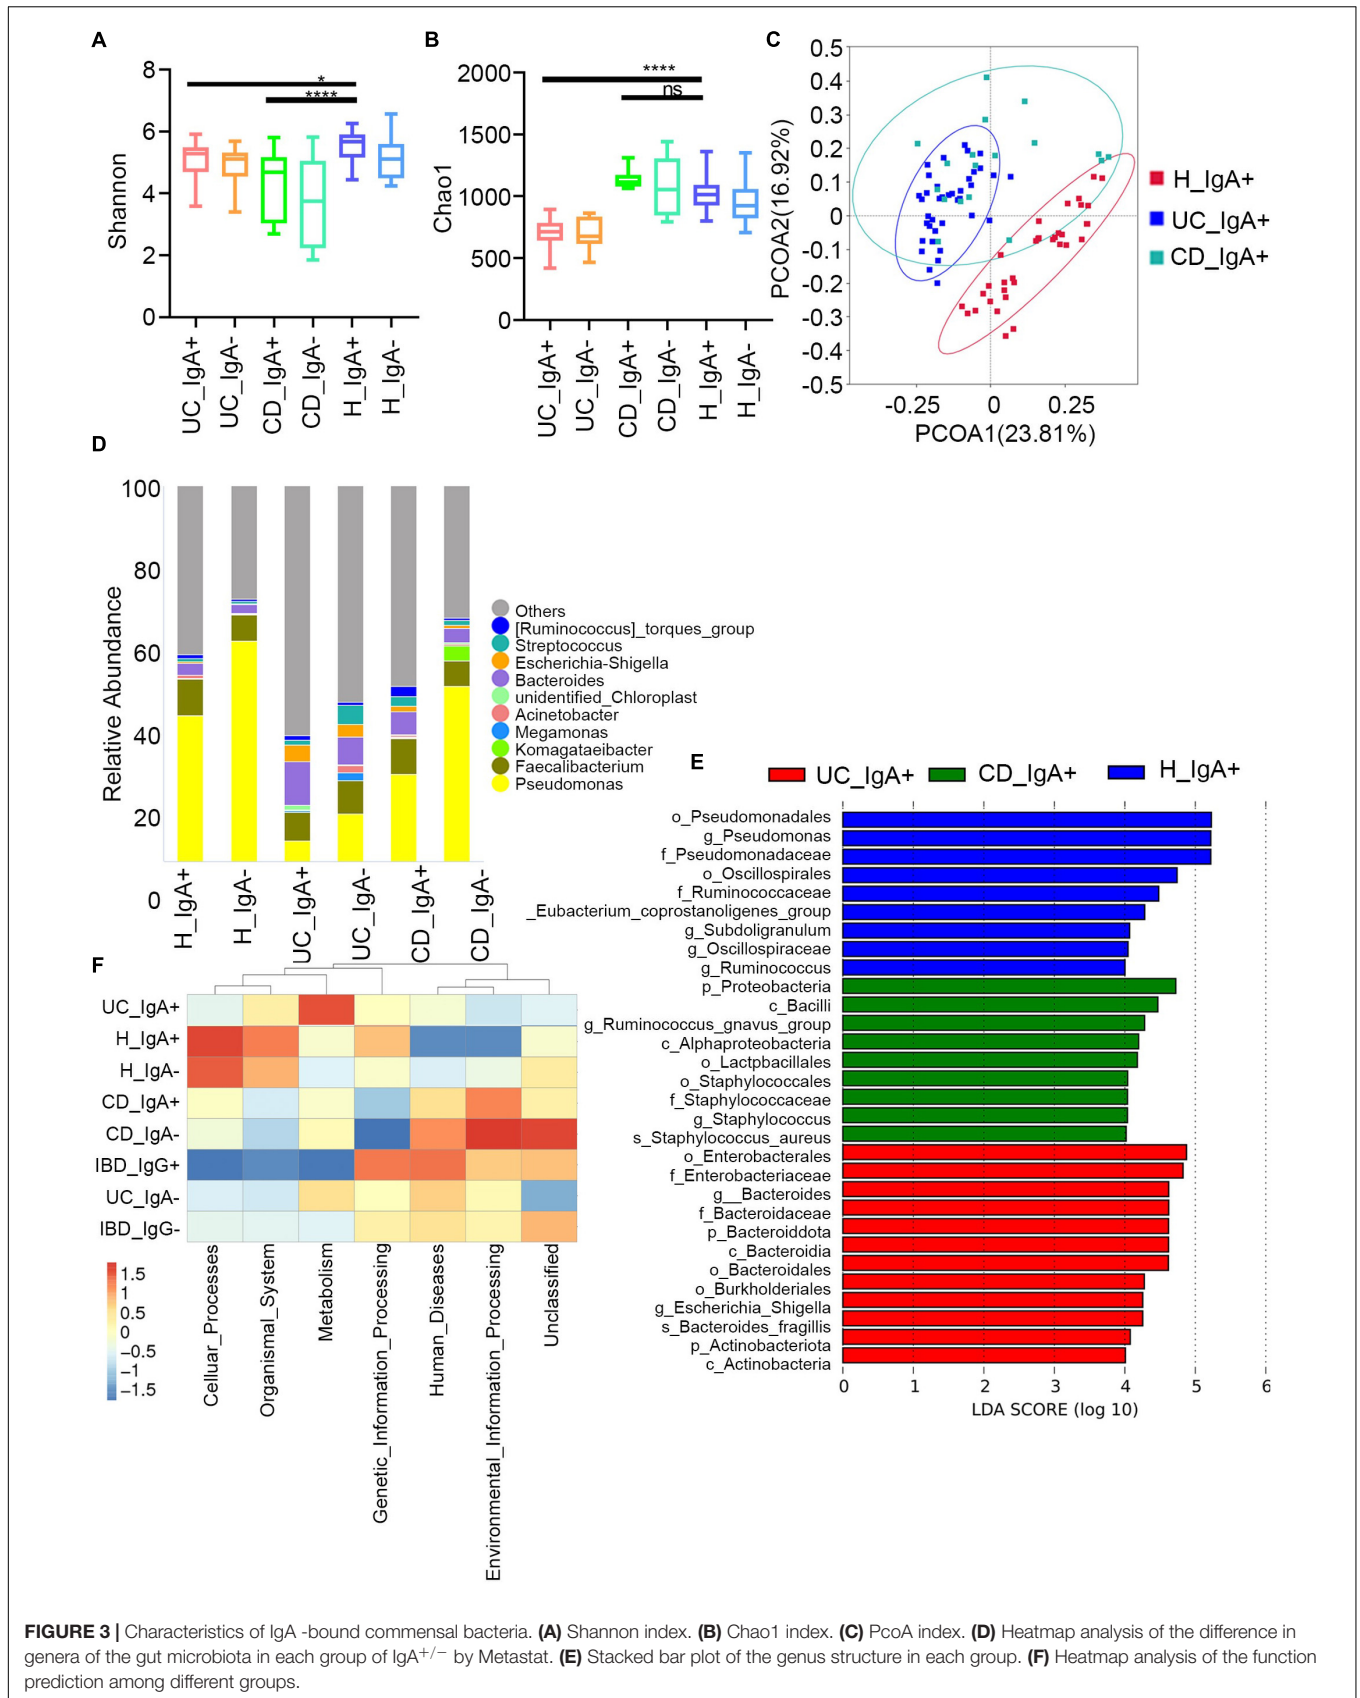 A
8
6
4
2
0
Shannon
*
****
UC_IgA+
UC_IgA-
CD_IgA+
CD_IgA-
H_IgA+
H_IgA-
B
2000
1500
1000
500
0
Chao1
****
ns
UC_IgA+
UC_IgA-
CD_IgA+
CD_IgA-
H_IgA+
H_IgA-
C
0.5
0.4
0.3
0.2
0.1
0
-0.1
-0.2
-0.3
-0.4
-0.5
PCOA2(16.92%)
-0.25
0
0.25
PCOA1(23.81%)
H_IgA+
UC_IgA+
CD_IgA+
D
100
80
60
40
20
0
Relative Abundance
H_IgA+
H_IgA-
UC_IgA+
UC_IgA-
CD_IgA+
CD_IgA-
Others
[Ruminococcus]_torques_group
Streptococcus
Escherichia-Shigella
Bacteroides
unidentified_Chloroplast
Acinetobacter
Megamonas
Komagataeibacter
Faecalibacterium
Pseudomonas
E
UC_IgA+
CD_IgA+
H_IgA+
o_Pseudomonadales
g_Pseudomonas
f_Pseudomonadaceae
o_Oscillospirales
f_Ruminococcaceae
_Eubacterium_coprostanoligenes_group
g_Subdoligranulum
g_Oscillospiraceae
g_Ruminococcus
p_Proteobacteria
c_Bacilli
g_Ruminococcus_gnavus_group
c_Alphaproteobacteria
o_Lactpbacillales
o_Staphylococcales
f_Staphylococcaceae
g_Staphylococcus
s_Staphylococcus_aureus
o_Enterobacterales
f_Enterobacteriaceae
g__Bacteroides
f_Bacteroidaceae
p_Bacteroiddota
c_Bacteroidia
o_Bacteroidales
o_Burkholderiales
g_Escherichia_Shigella
s_Bacteroides_fragillis
p_Actinobacteriota
c_Actinobacteria
0
1
2
3
4
5
6
LDA SCORE (log 10)
F
UC_IgA+
H_IgA+
H_IgA-
CD_IgA+
CD_IgA-
IBD_IgG+
UC_IgA-
IBD_IgG-
1.5
1
0.5
0
−0.5
−1
−1.5
Celluar_Processes
Organismal_System
Metabolism
Genetic_Information_Processing
Human_Diseases
Environmental_Information_Processing
Unclassified
FIGURE 3 | Characteristics of IgA -bound commensal bacteria. (A) Shannon index. (B) Chao1 index. (C) PcoA index. (D) Heatmap analysis of the difference in
genera of the gut microbiota in each group of IgA+/− by Metastat. (E) Stacked bar plot of the genus structure in each group. (F) Heatmap analysis of the function
prediction among different groups.